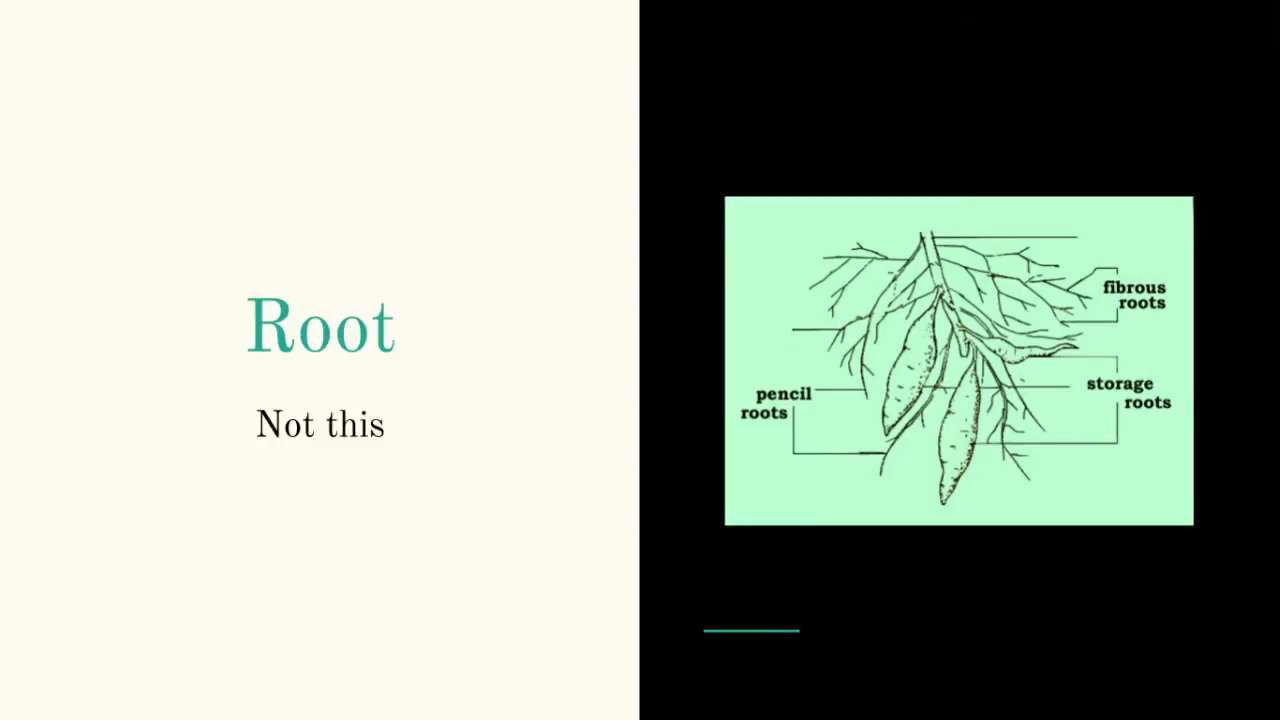 Root
Not this
fibrous
roots
storage
roots
pencil
roots